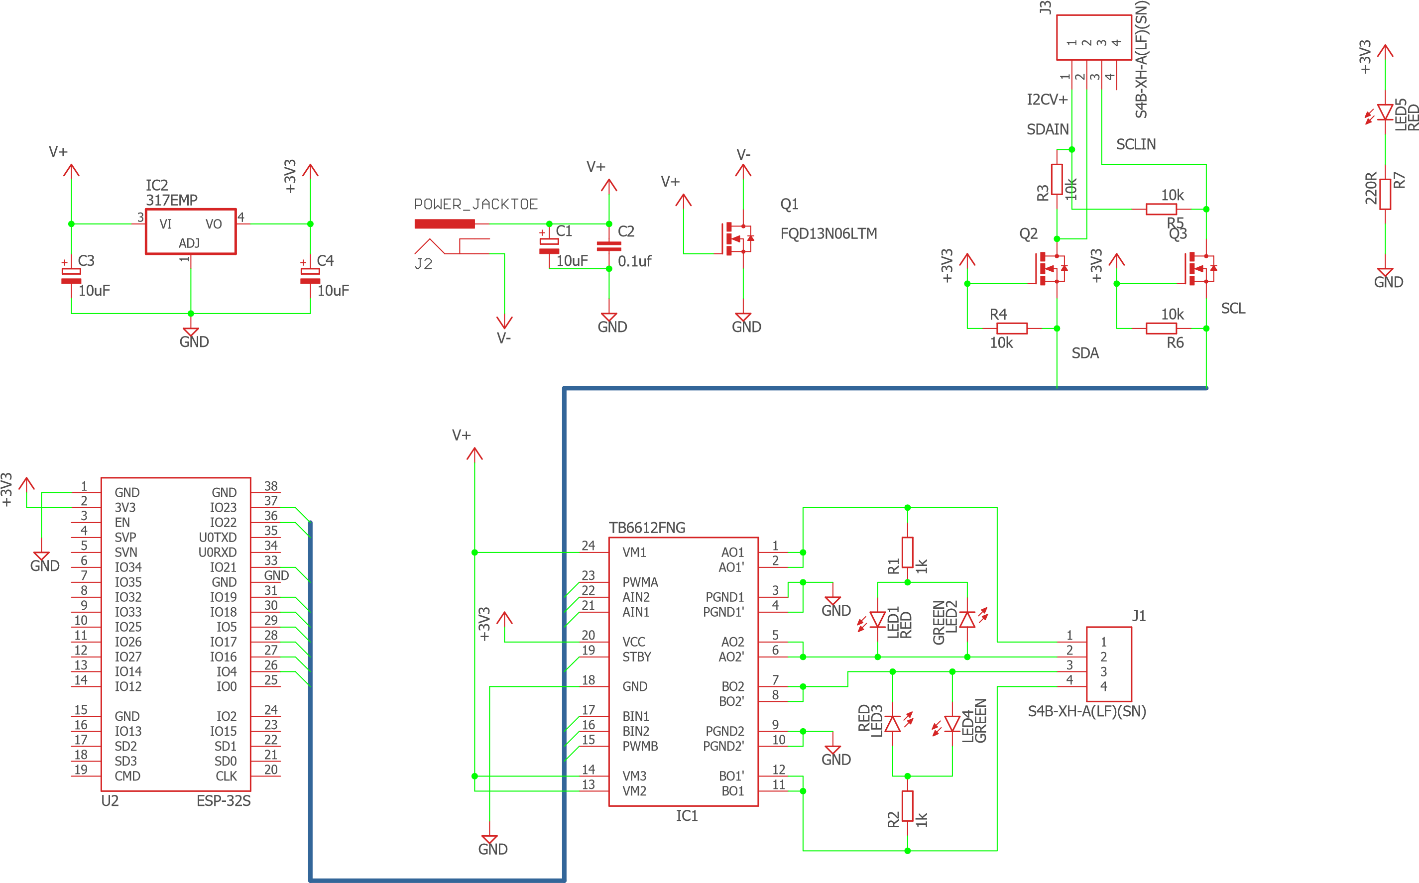 J3
1 2 3 4
1 2 3 4
S4B-XH-A(LF)(SN)
I2CV+
SDAIN
SCLIN
R3
10k
10k
R5
Q2
Q3
+3V3
+3V3
R4
10k
10k
R6
SDA
SCL
+3V3
LED5
RED
R7
220R
GND
V+
+3V3
IC2
317EMP
3
VI
VO
4
ADJ
1
C3
10uF
C4
10uF
GND
POWER_JACKTOE
J2
V+
C1
10uF
C2
0.1uf
V-
GND
V+
V-
Q1
FQD13N06LTM
GND
+3V3
GND
1 GND GND 38
2 3V3 IO23 37
3 EN IO22 36
4 SVP U0TXD 35
5 SVN U0RXD 34
6 IO34 IO21 33
7 IO35 GND GND
8 IO32 IO19 31
9 IO33 IO18 30
10 IO25 IO5 29
11 IO26 IO17 28
12 IO27 IO16 27
13 IO14 IO4 26
14 IO12 IO0 25
15 GND IO2 24
16 IO13 IO15 23
17 SD2 SD1 22
18 SD3 SD0 21
19 CMD CLK 20
U2
ESP-32S
V+
+3V3
GND
TB6612FNG
24 VM1 AO1 1
AO1' 2
23 PWMA
22 AIN2 PGND1 3
21 AIN1 PGND1' 4
20 VCC AO2 5
19 STBY AO2' 6
18 GND BO2 7
BO2' 8
17 BIN1
16 BIN2 PGND2 9
15 PWMB PGND2' 10
14 VM3 BO1' 12
13 VM2 BO1 11
IC1
GND
GND
R1
1k
LED1
RED
GREEN
LED2
RED
LED3
LED4
GREEN
R2
1k
J1
1 1
2 2
3 3
4 4
S4B-XH-A(LF)(SN)